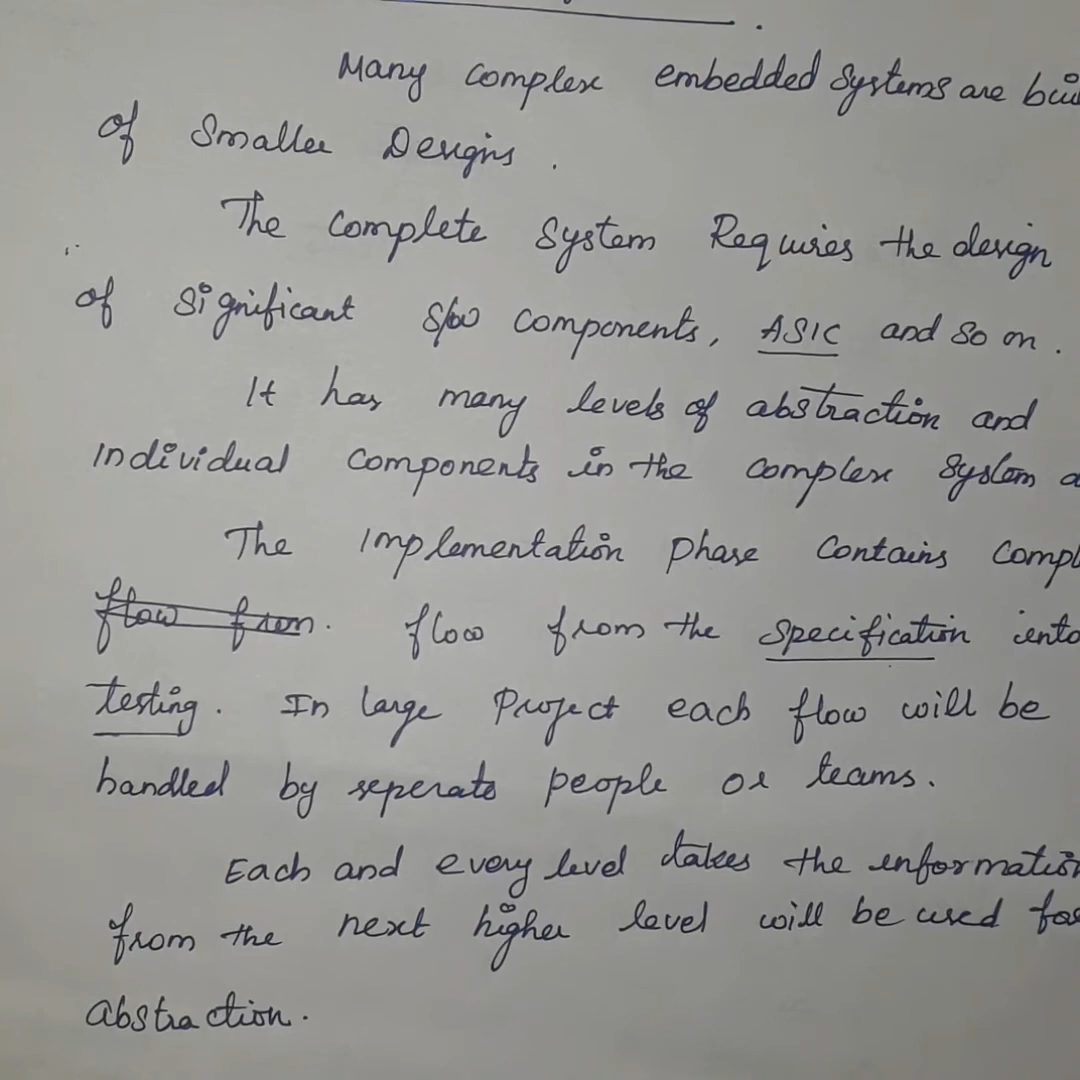 Many complex embedded Systems are bui
of Smaller Designs .
The Complete System Requires the design
of Significant S/w Components, ASIC and so on .
It has many levels of abstraction and
individual components in the complex System a
The implementation phase contains comple
flow from. flow from the specification into
testing. In large Project each flow will be
handled by seperate people or teams.
Each and every level takes the information
from the next higher level will be used for
abstraction.